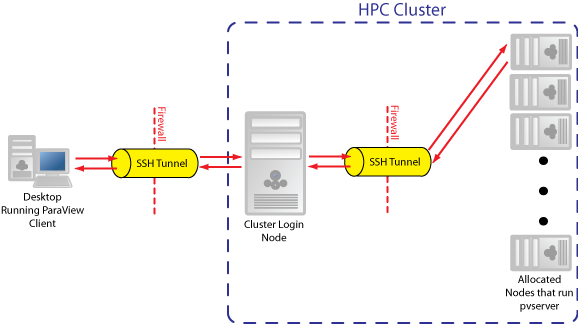 HPC Cluster
Firewall
Firewall
SSH Tunnel
SSH Tunnel
Desktop
Running ParaView
Client
Cluster Login
Node
Allocated
Nodes that run
pvserver